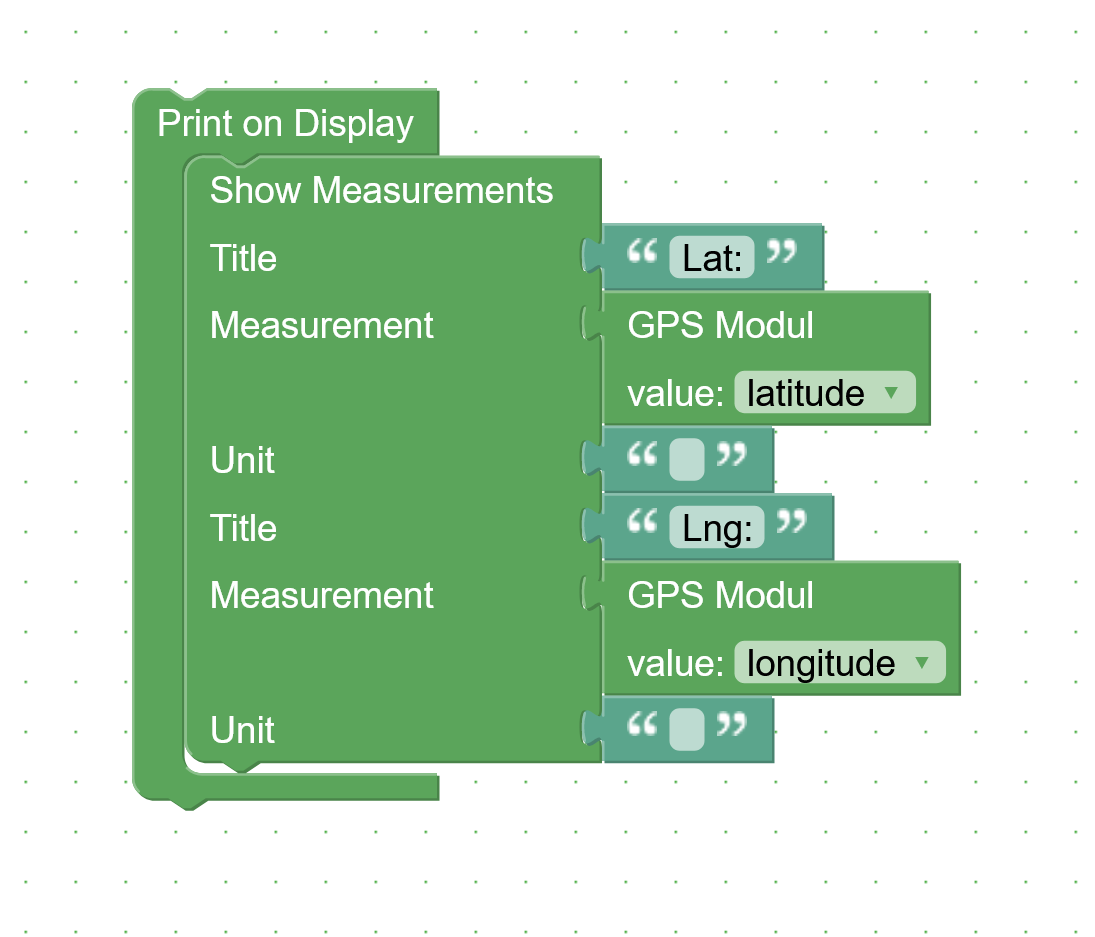 Print on Display
Show Measurements
Title “ Lat: ”
Measurement GPS Modul
value: latitude ▼
Unit “ ”
Title “ Lng: ”
Measurement GPS Modul
value: longitude ▼
Unit “ ”